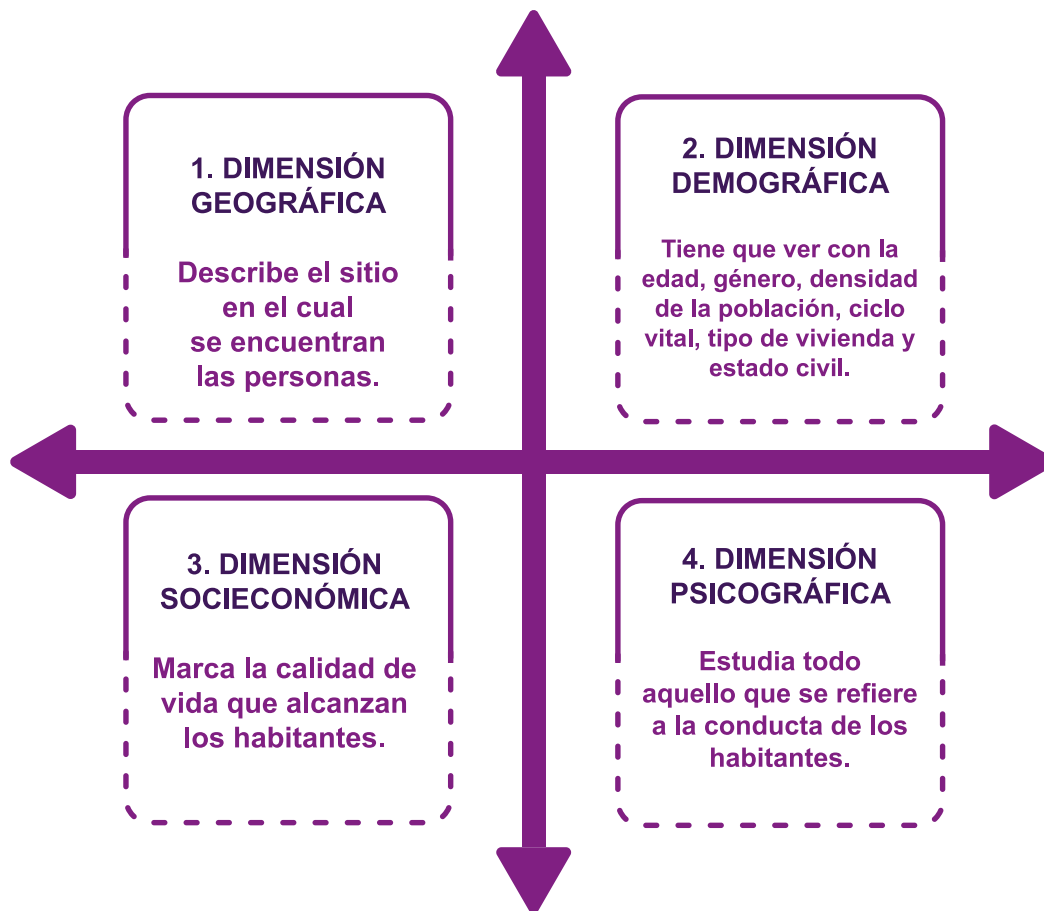 1. DIMENSIÓN
GEOGRÁFICA
Describe el sitio
en el cual
se encuentran
las personas.
2. DIMENSIÓN
DEMOGRÁFICA
Tiene que ver con la
edad, género, densidad
de la población, ciclo
vital, tipo de vivienda y
estado civil.
3. DIMENSIÓN
SOCIECONÓMICA
Marca la calidad de
vida que alcanzan
los habitantes.
4. DIMENSIÓN
PSICOGRÁFICA
Estudia todo
aquello que se refiere
a la conducta de los
habitantes.